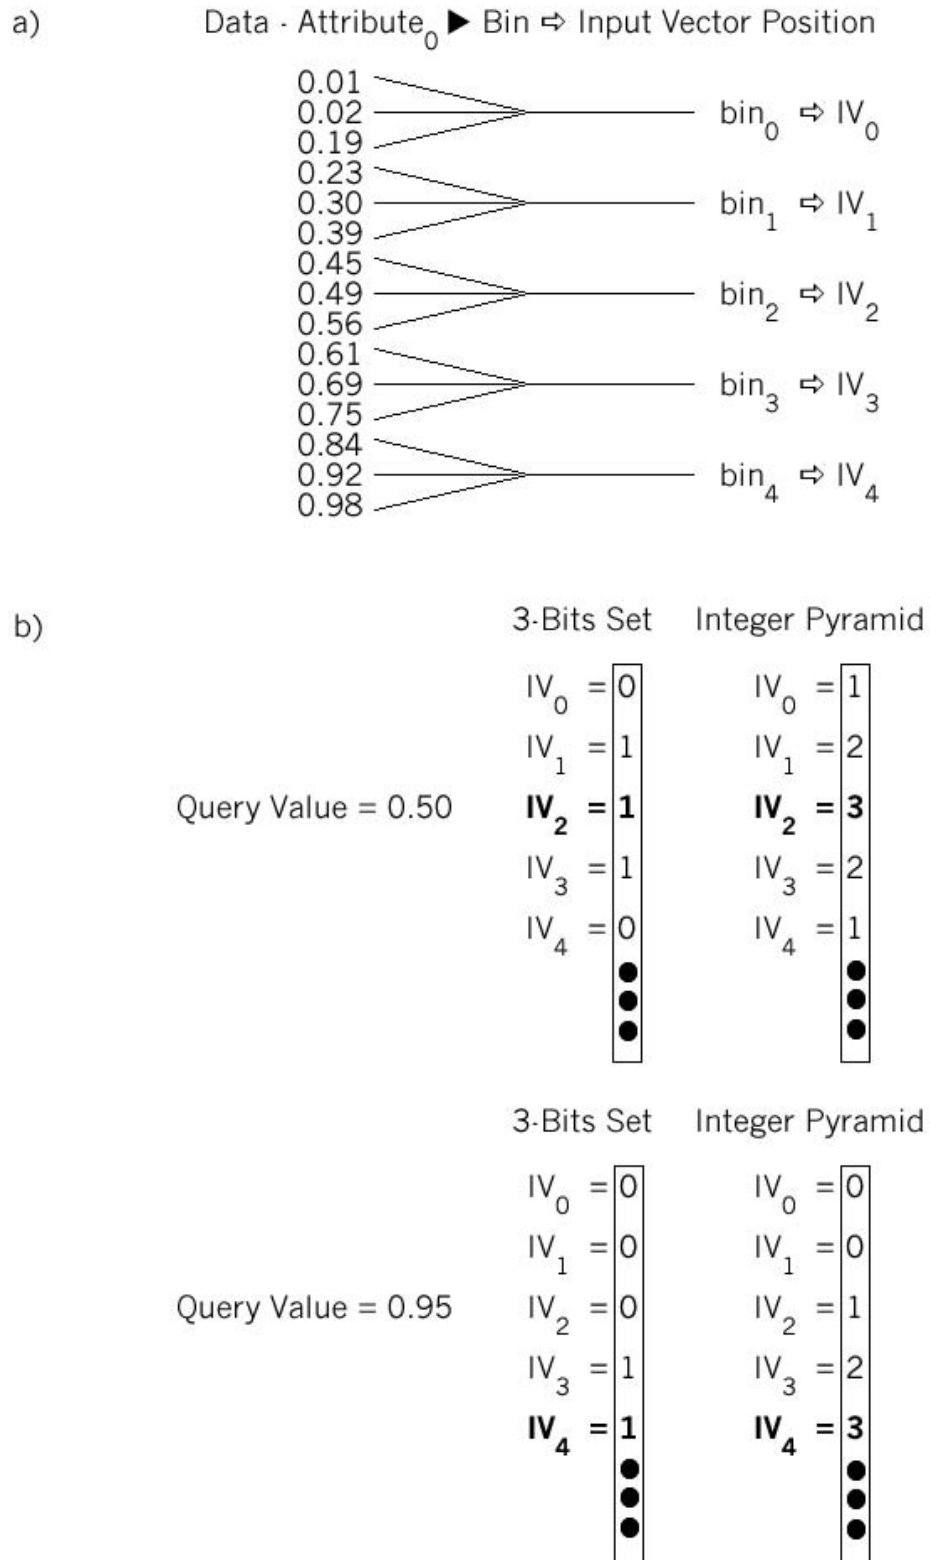 a)
Data - Attribute₀ ▶ Bin ⇨ Input Vector Position
0.01
0.02 bin₀ ⇨ IV₀
0.19
0.23
0.30 bin₁ ⇨ IV₁
0.39
0.45
0.49 bin₂ ⇨ IV₂
0.56
0.61
0.69 bin₃ ⇨ IV₃
0.75
0.84
0.92 bin₄ ⇨ IV₄
0.98
b)
3-Bits Set Integer Pyramid
IV₀ = 0 IV₀ = 1
IV₁ = 1 IV₁ = 2
Query Value = 0.50 IV₂ = 1 IV₂ = 3
IV₃ = 1 IV₃ = 2
IV₄ = 0 IV₄ = 1
3-Bits Set Integer Pyramid
IV₀ = 0 IV₀ = 0
IV₁ = 0 IV₁ = 0
Query Value = 0.95 IV₂ = 0 IV₂ = 1
IV₃ = 1 IV₃ = 2
IV₄ = 1 IV₄ = 3